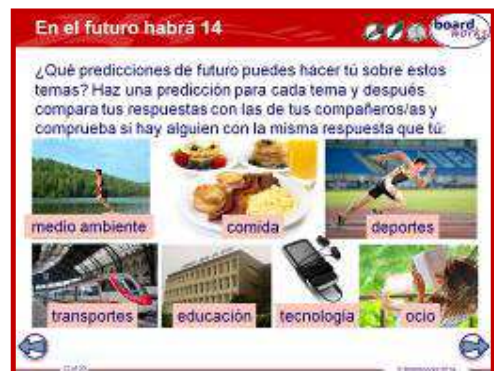 En el futuro habrá 14
board
works
¿Qué predicciones de futuro puedes hacer tú sobre estos
temas? Haz una predicción para cada tema y después
compara tus respuestas con las de tus compañeros/as y
comprueba si hay alguien con la misma respuesta que tú:
medio ambiente
comida
deportes
transportes
educación
tecnología
ocio